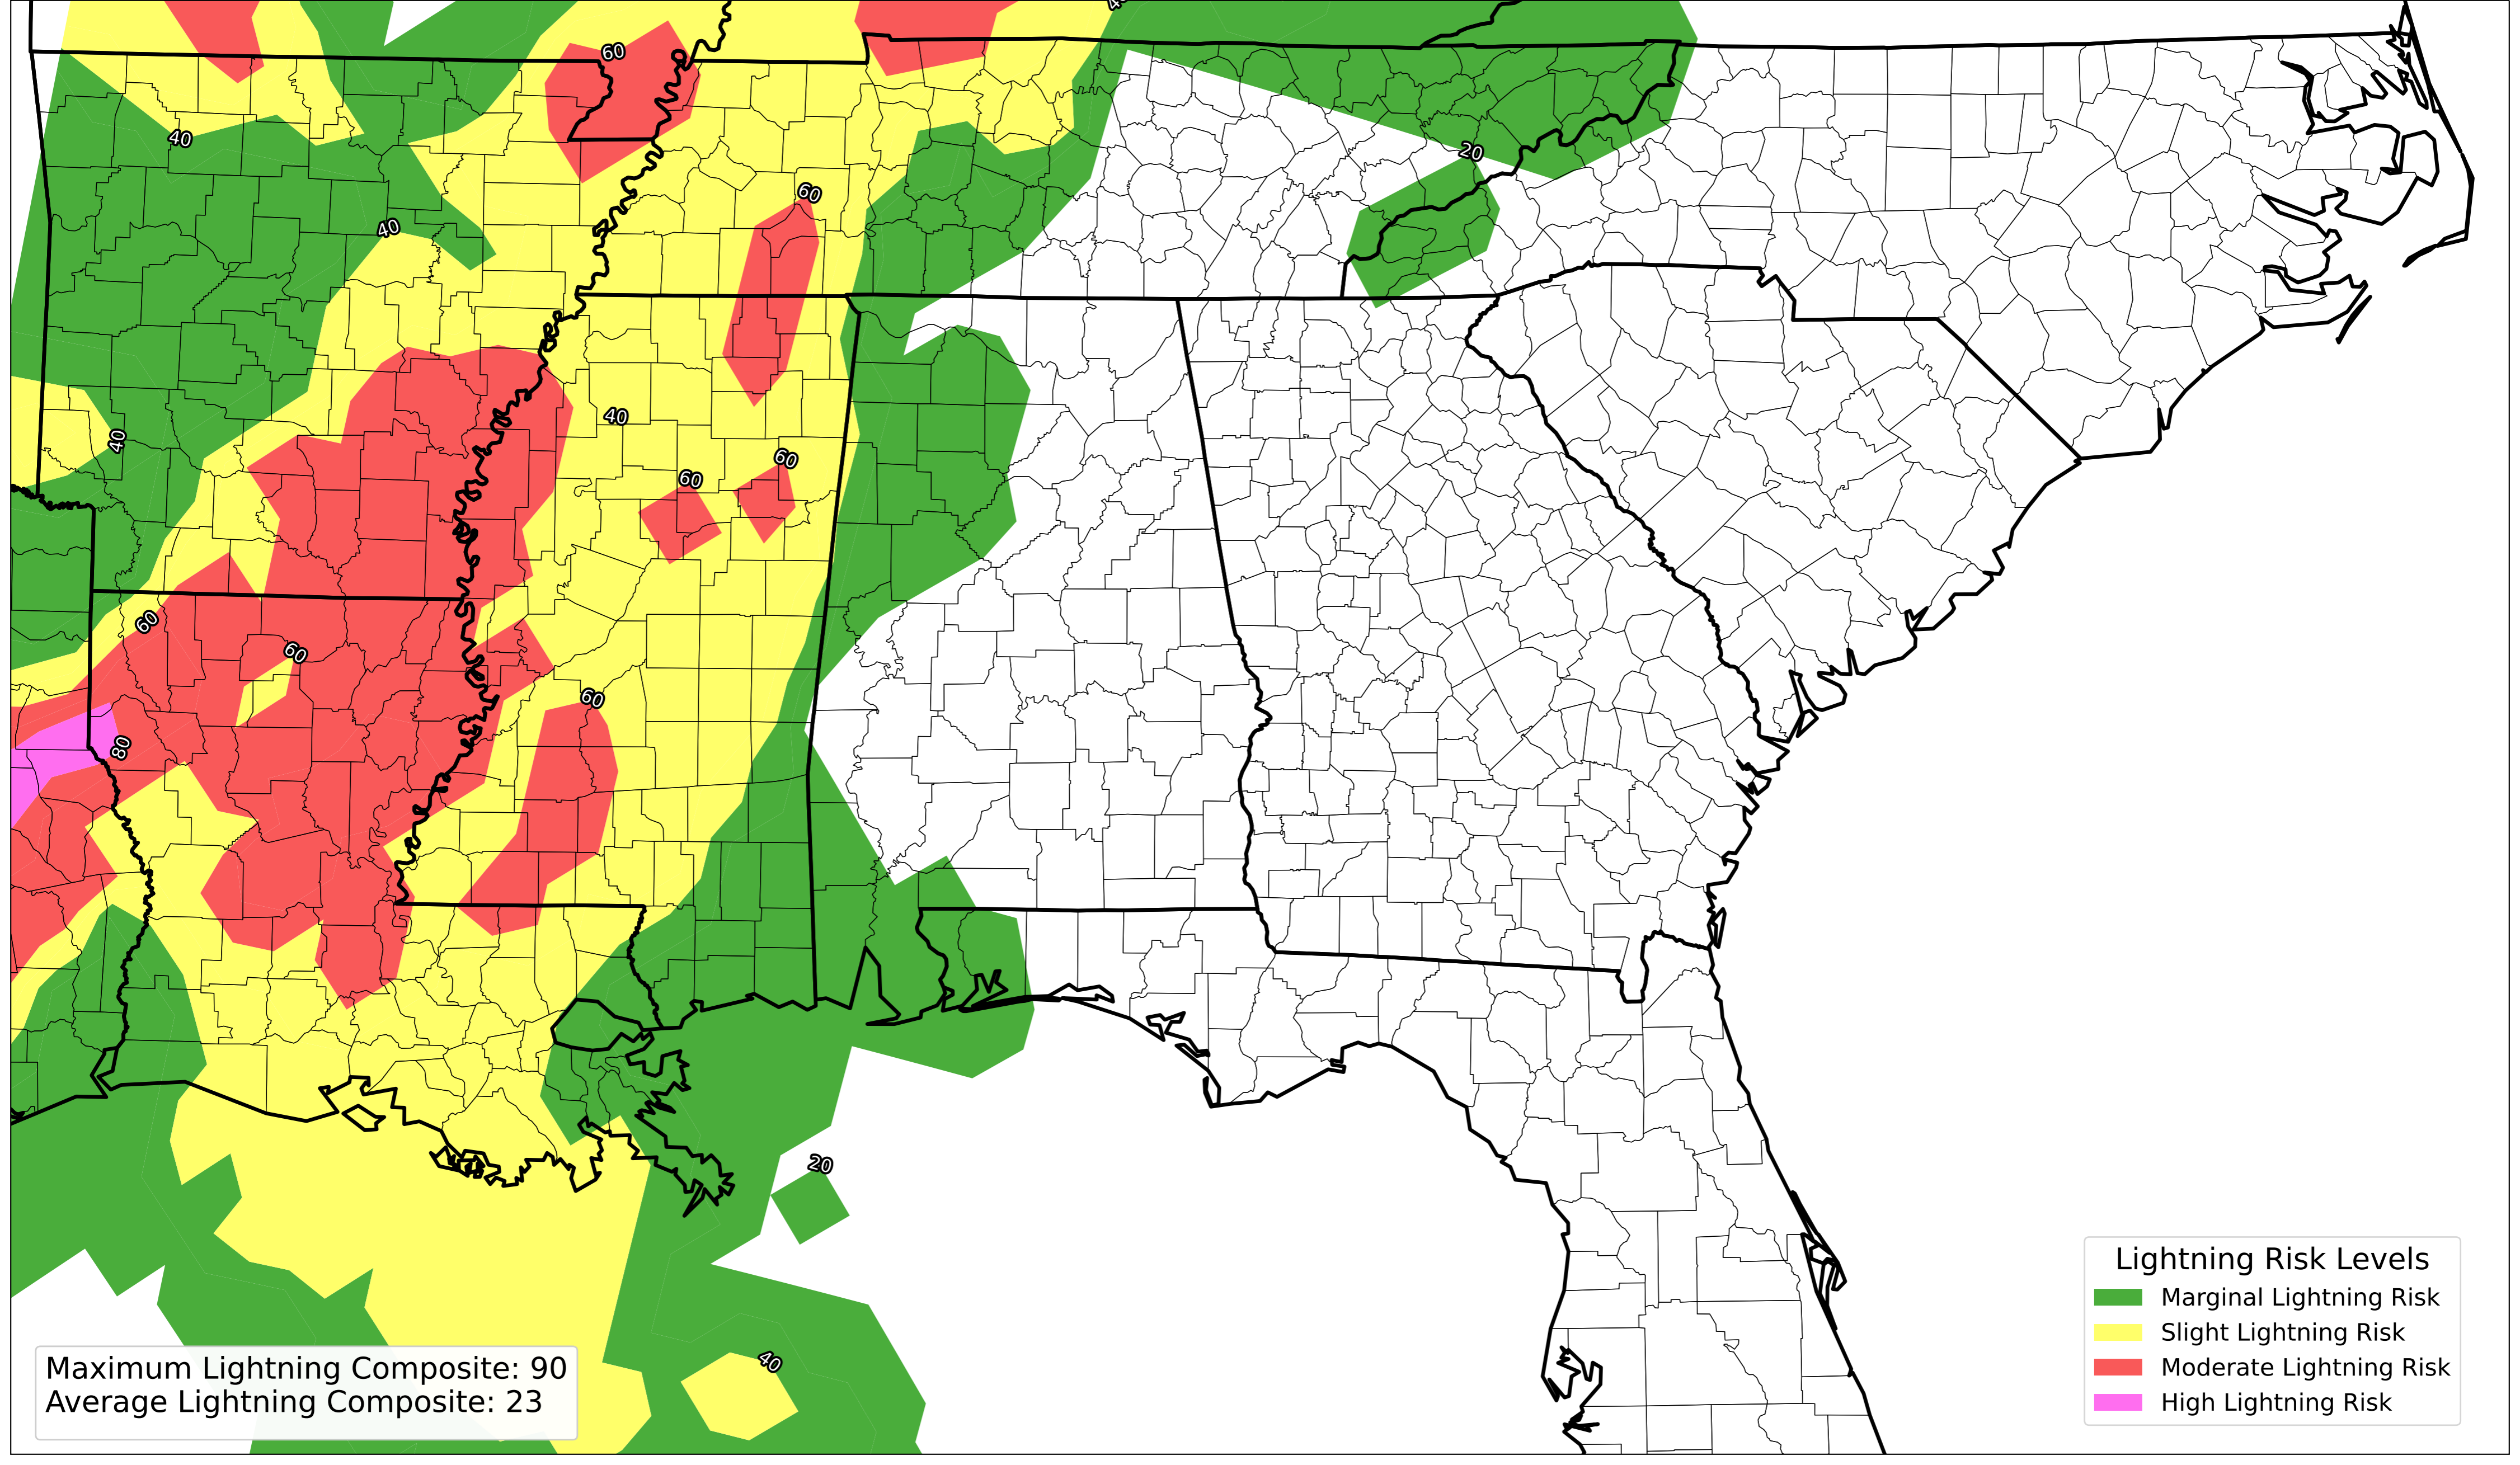 40
60
40
20
60
40
40
40
60
60
60
60
60
80
20
40
Lightning Risk Levels
Marginal Lightning Risk
Slight Lightning Risk
Moderate Lightning Risk
High Lightning Risk
Maximum Lightning Composite: 90
Average Lightning Composite: 23